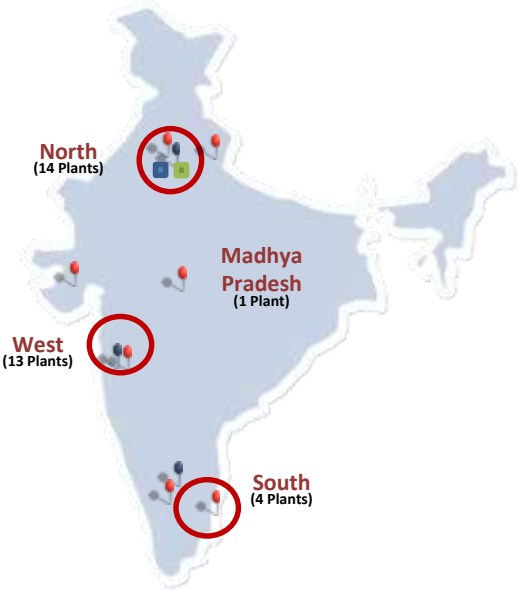 North
(14 Plants)
Madhya
Pradesh
(1 Plant)
West
(13 Plants)
South
(4 Plants)